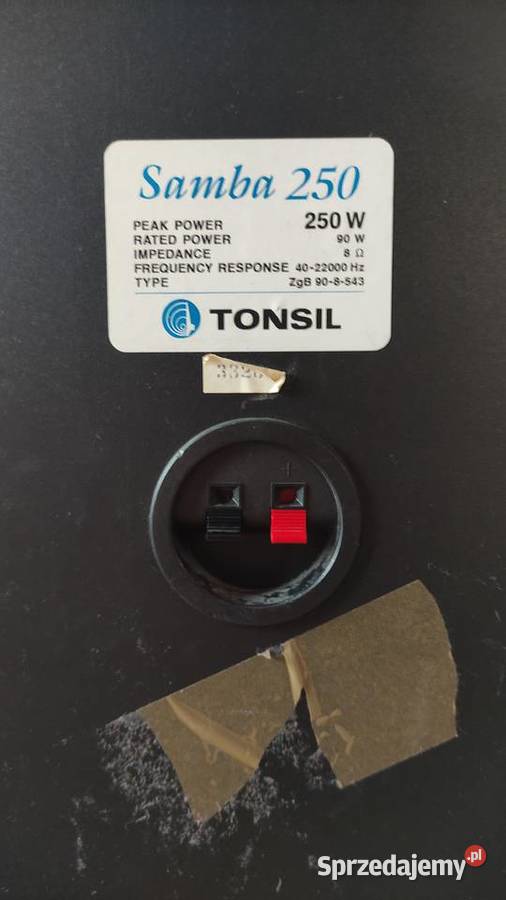 Samba 250
PEAK POWER 250 W
RATED POWER 90 W
IMPEDANCE 8 Ω
FREQUENCY RESPONSE 40-22000 Hz
TYPE ZgB 90-8-543
TONSIL
+
Sprzedajemy.pl